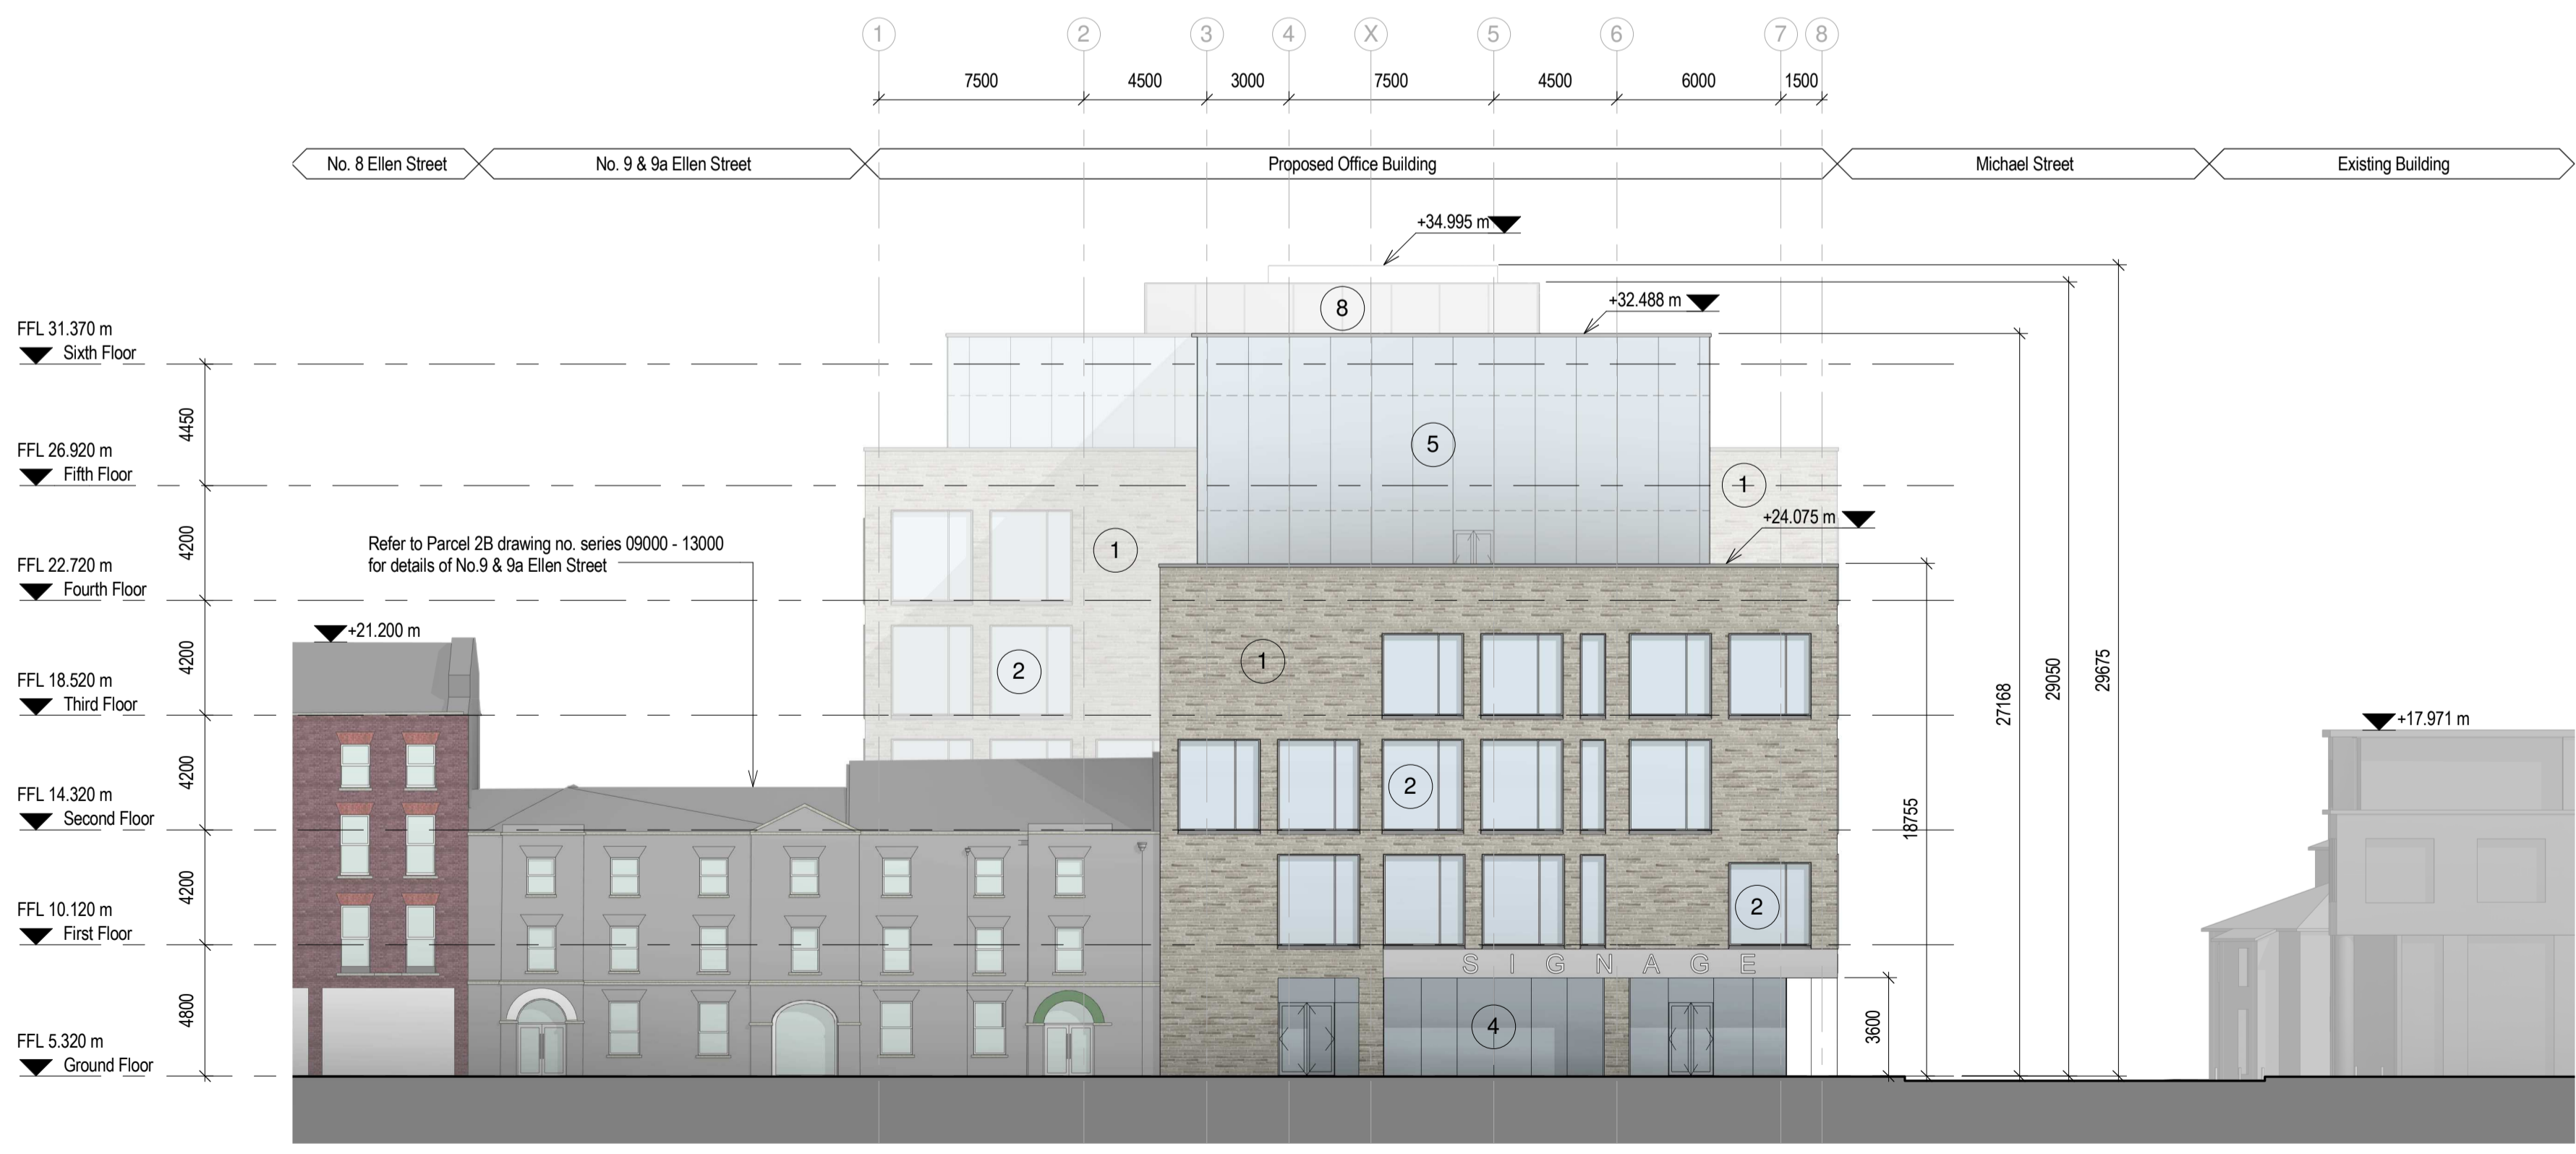 1 2 3 4 X 5 6 7 8
7500 4500 3000 7500 4500 6000 1500
No. 8 Ellen Street
No. 9 & 9a Ellen Street
Proposed Office Building
Michael Street
Existing Building
+34.995 m
8
+32.488 m
FFL 31.370 m
Sixth Floor
4450
5
FFL 26.920 m
Fifth Floor
1
+24.075 m
4200
Refer to Parcel 2B drawing no. series 09000 - 13000
for details of No.9 & 9a Ellen Street
1
FFL 22.720 m
Fourth Floor
+21.200 m
4200
2
1
27168
29050
29675
FFL 18.520 m
Third Floor
+17.971 m
4200
2
FFL 14.320 m
Second Floor
18755
4200
2
FFL 10.120 m
First Floor
SIGNAGE
4800
4
3600
FFL 5.320 m
Ground Floor